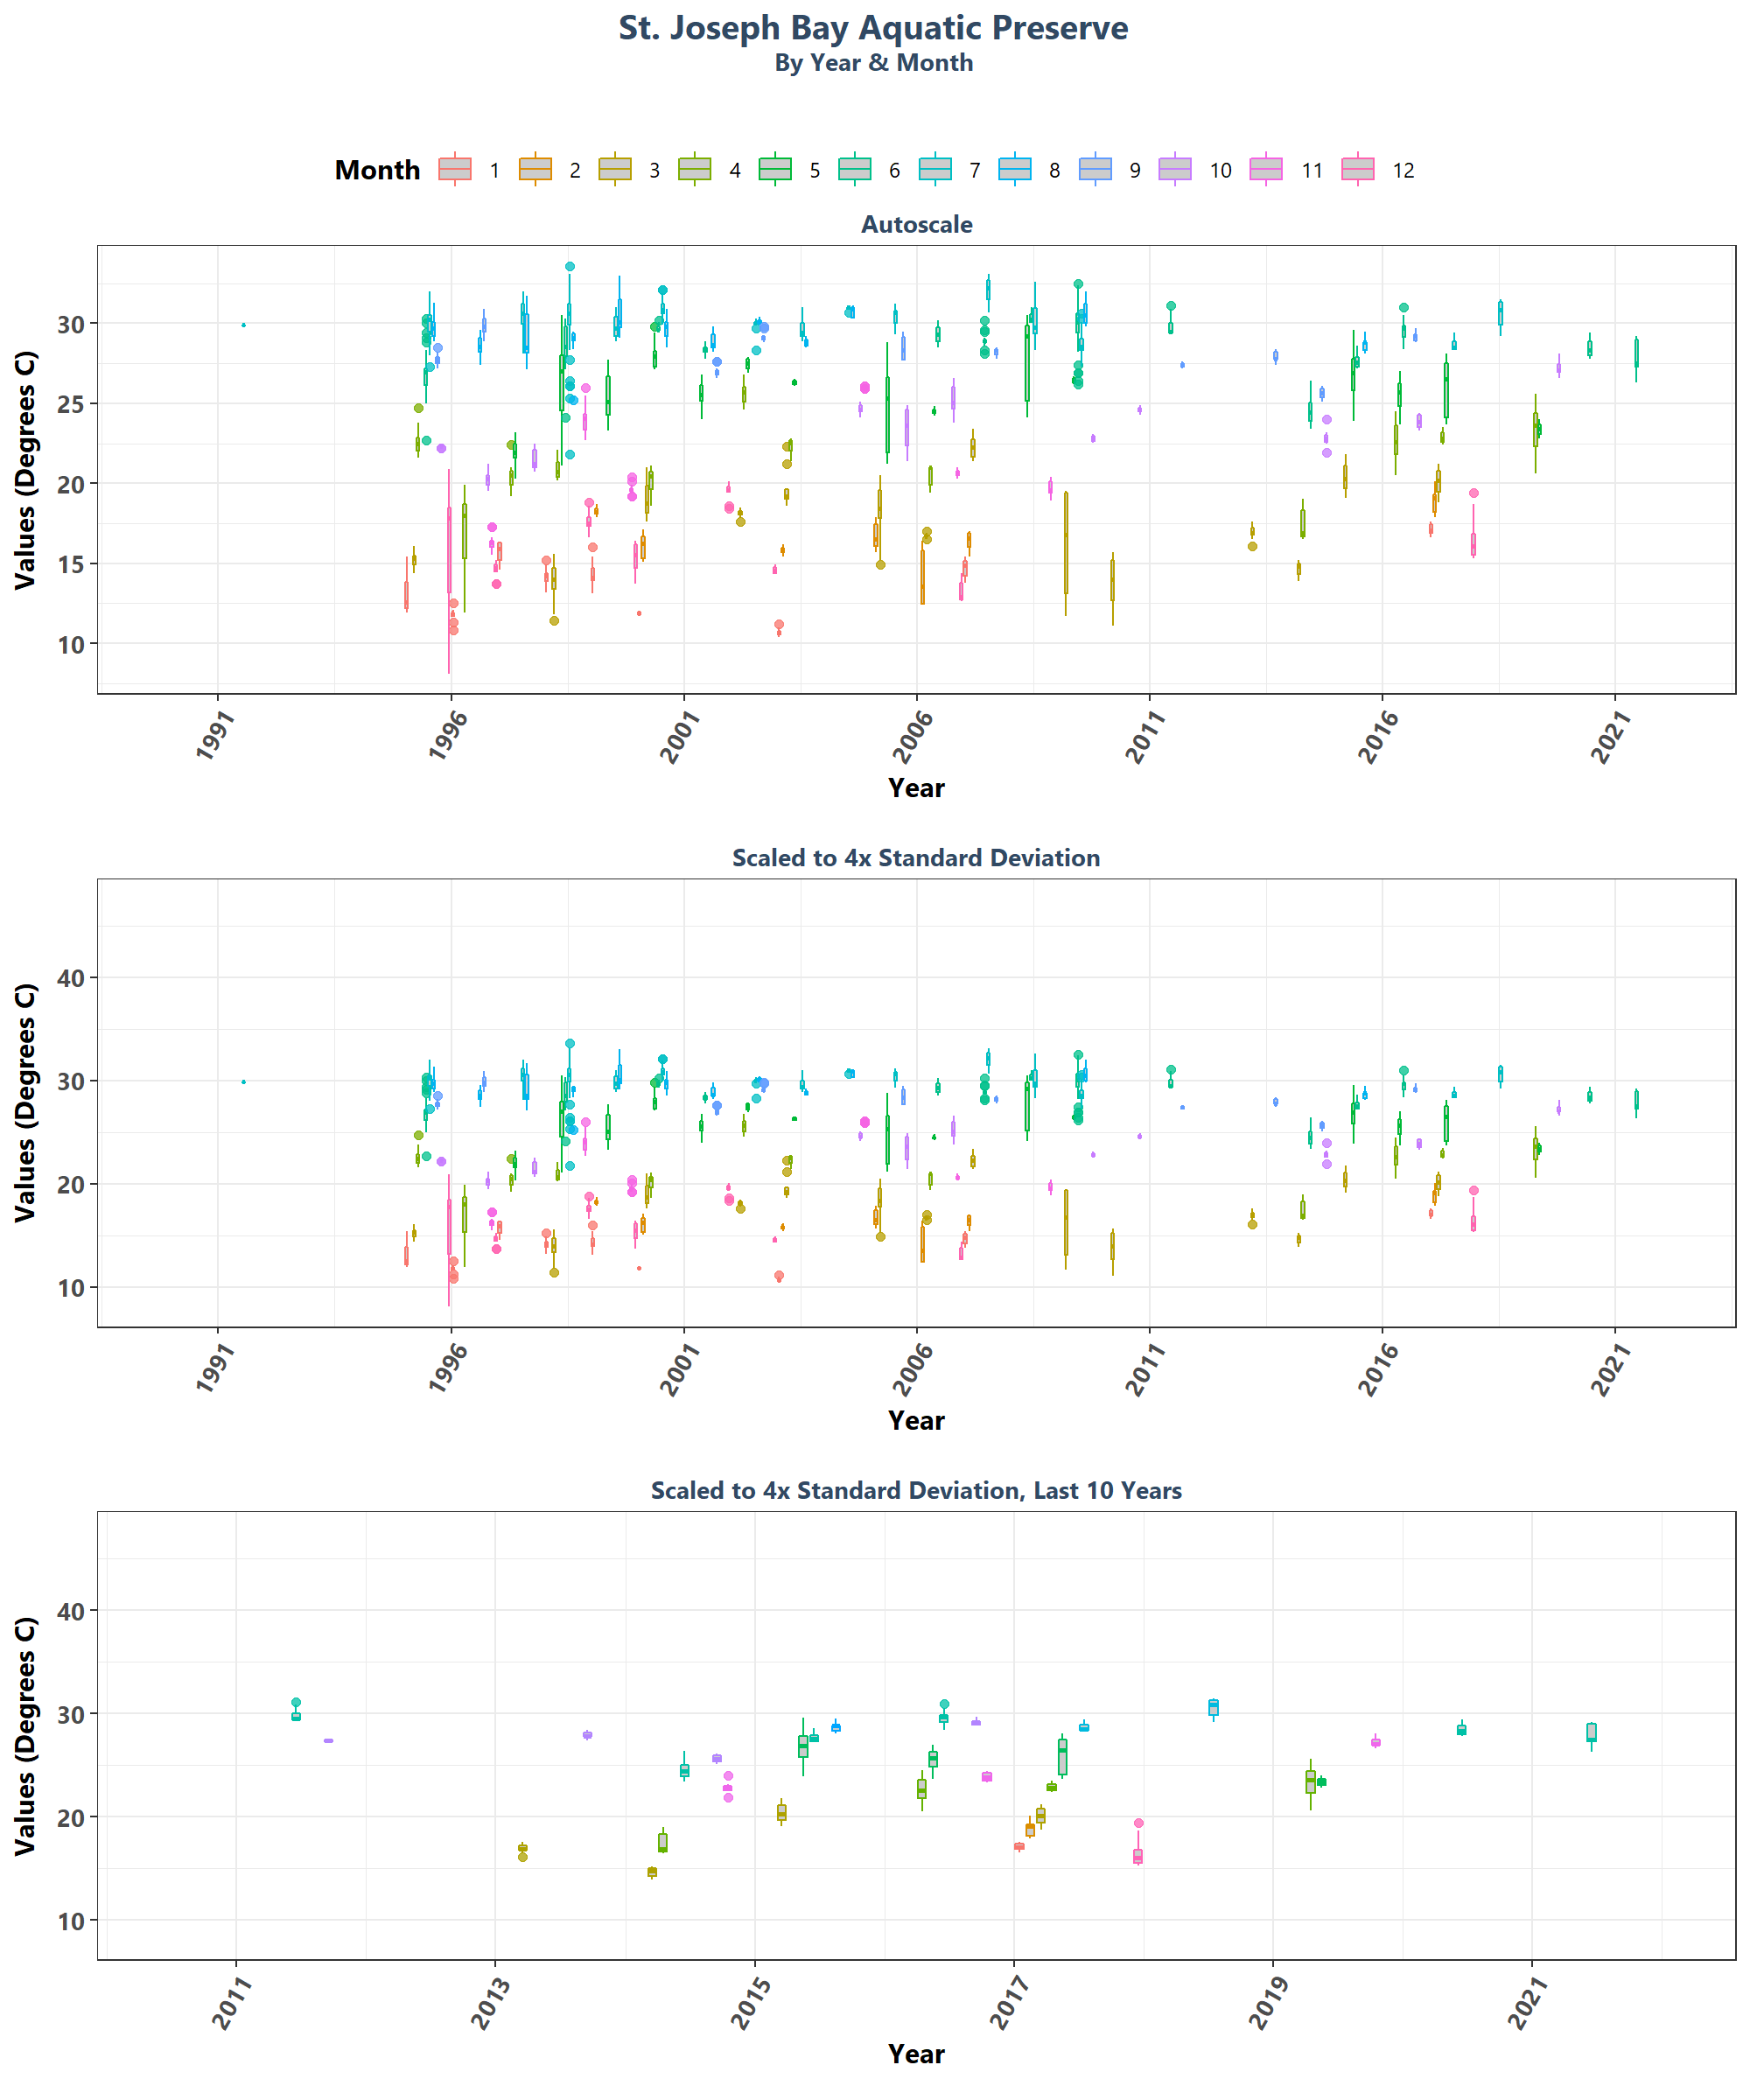 St. Joseph Bay Aquatic Preserve
By Year & Month
Month 1 2 3 4 5 6 7 8 9 10 11 12
Autoscale
Values (Degrees C)
30
25
20
15
10
1991 1996 2001 2006 2011 2016 2021
Year
Scaled to 4x Standard Deviation
Values (Degrees C)
40
30
20
10
1991 1996 2001 2006 2011 2016 2021
Year
Scaled to 4x Standard Deviation, Last 10 Years
Values (Degrees C)
40
30
20
10
2011 2013 2015 2017 2019 2021
Year